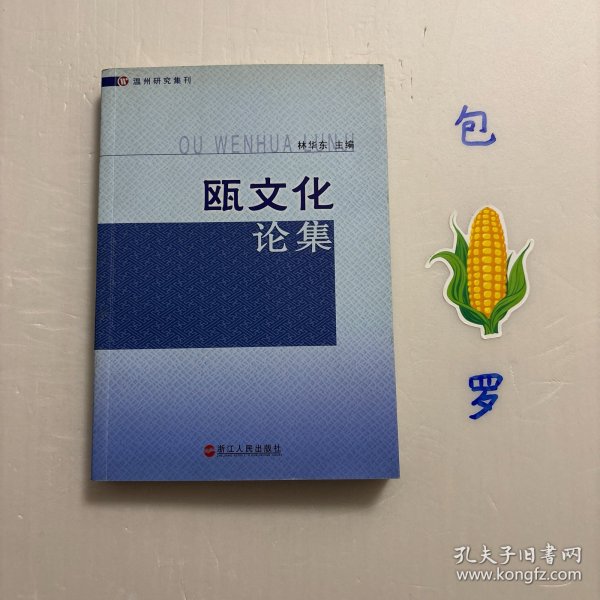 温州研究集刊
OU WENHUA LUNJI
林华东 主编
瓯文化
论集
浙江人民出版社
包
罗
孔夫子旧书网
www.kongfz.com